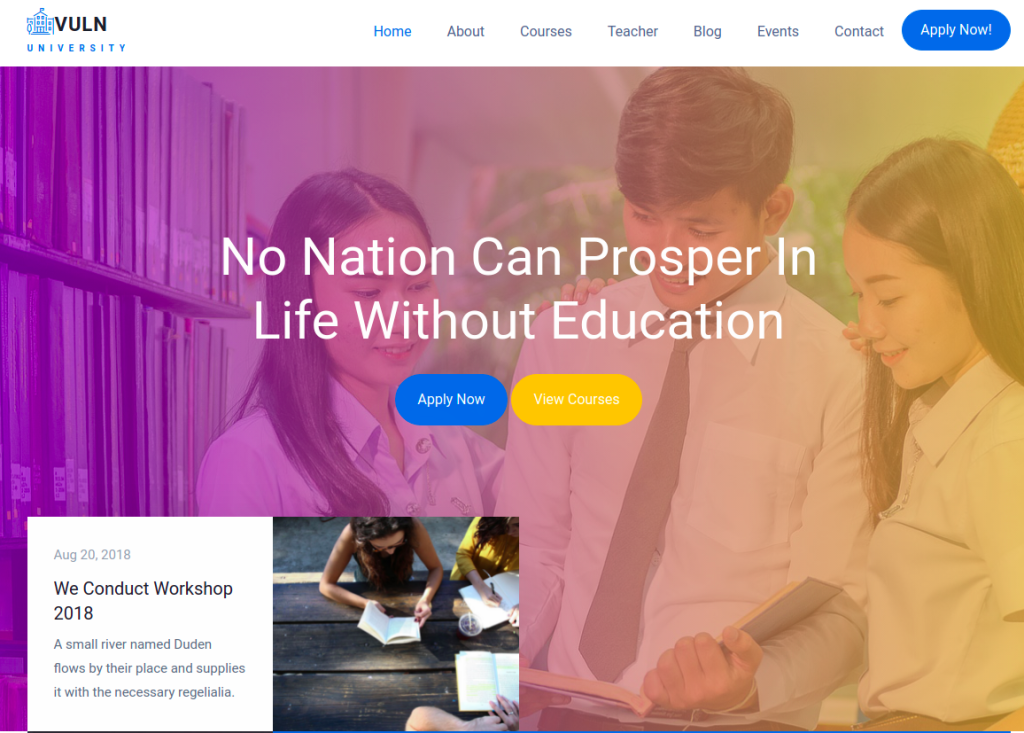 VULN
UNIVERSITY
Home About Courses Teacher Blog Events Contact Apply Now!
No Nation Can Prosper In
Life Without Education
Apply Now View Courses
Aug 20, 2018
We Conduct Workshop
2018
A small river named Duden
flows by their place and supplies
it with the necessary regelialia.